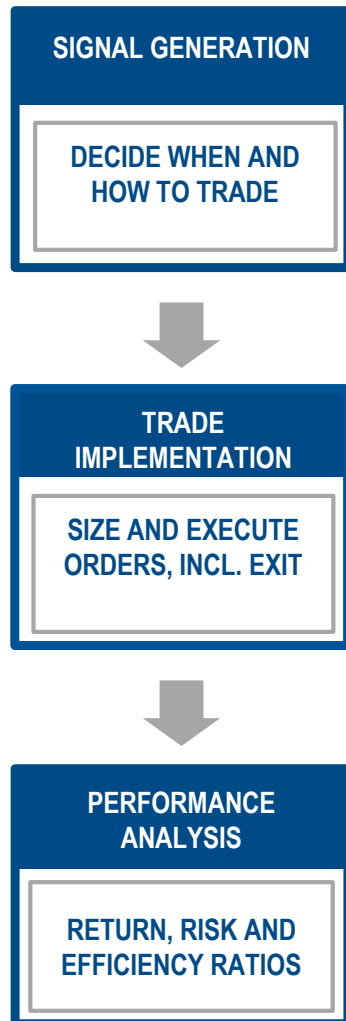 SIGNAL GENERATION
DECIDE WHEN AND
HOW TO TRADE
TRADE
IMPLEMENTATION
SIZE AND EXECUTE
ORDERS, INCL. EXIT
PERFORMANCE
ANALYSIS
RETURN, RISK AND
EFFICIENCY RATIOS